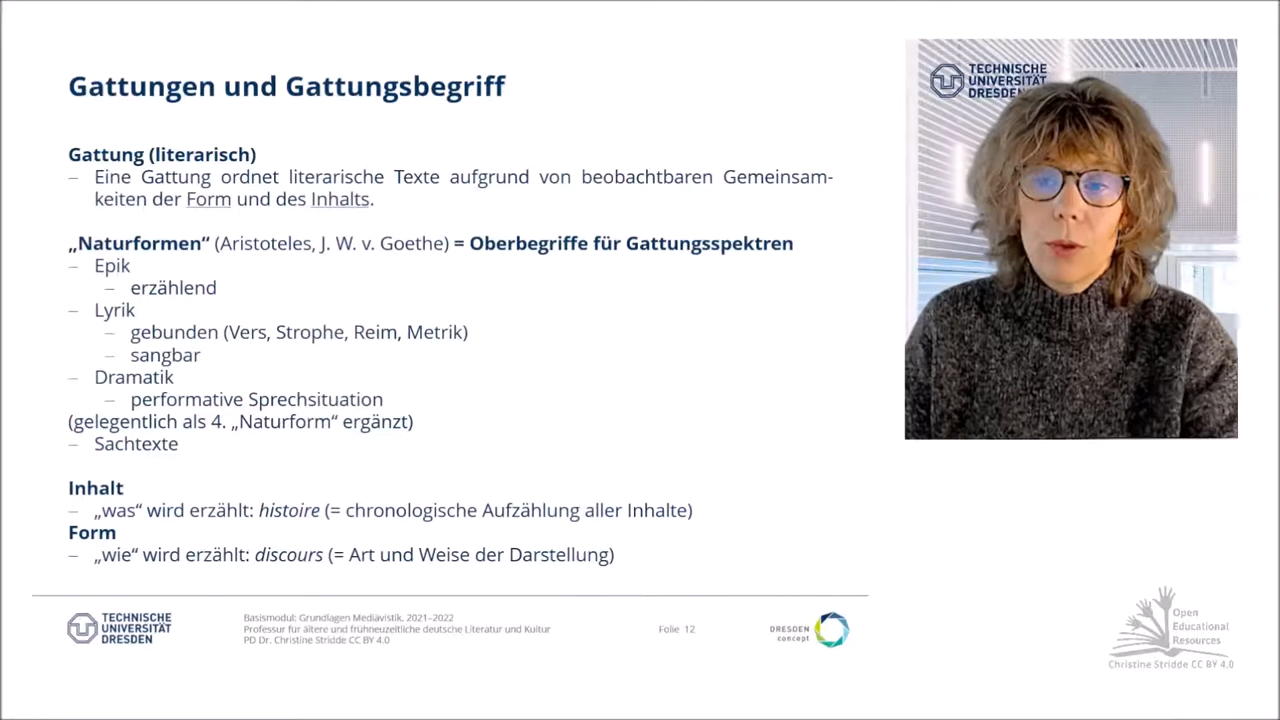 Gattungen und Gattungsbegriff
Gattung (literarisch)
– Eine Gattung ordnet literarische Texte aufgrund von beobachtbaren Gemeinsam-
keiten der Form und des Inhalts.
„Naturformen“ (Aristoteles, J. W. v. Goethe) = Oberbegriffe für Gattungsspektren
– Epik
– erzählend
– Lyrik
– gebunden (Vers, Strophe, Reim, Metrik)
– sangbar
– Dramatik
– performative Sprechsituation
(gelegentlich als 4. „Naturform“ ergänzt)
– Sachtexte
Inhalt
– „was“ wird erzählt: histoire (= chronologische Aufzählung aller Inhalte)
Form
– „wie“ wird erzählt: discours (= Art und Weise der Darstellung)
TECHNISCHE
UNIVERSITÄT
DRESDEN
Basismodul: Grundlagen Mediävistik, 2021–2022
Professur für ältere und frühneuzeitliche deutsche Literatur und Kultur
PD Dr. Christine Stridde CC BY 4.0
Folie 12
DRESDEN
concept
TECHNISCHE
UNIVERSITÄT
DRESDEN
Open
Educational
Resources
Christine Stridde CC BY 4.0